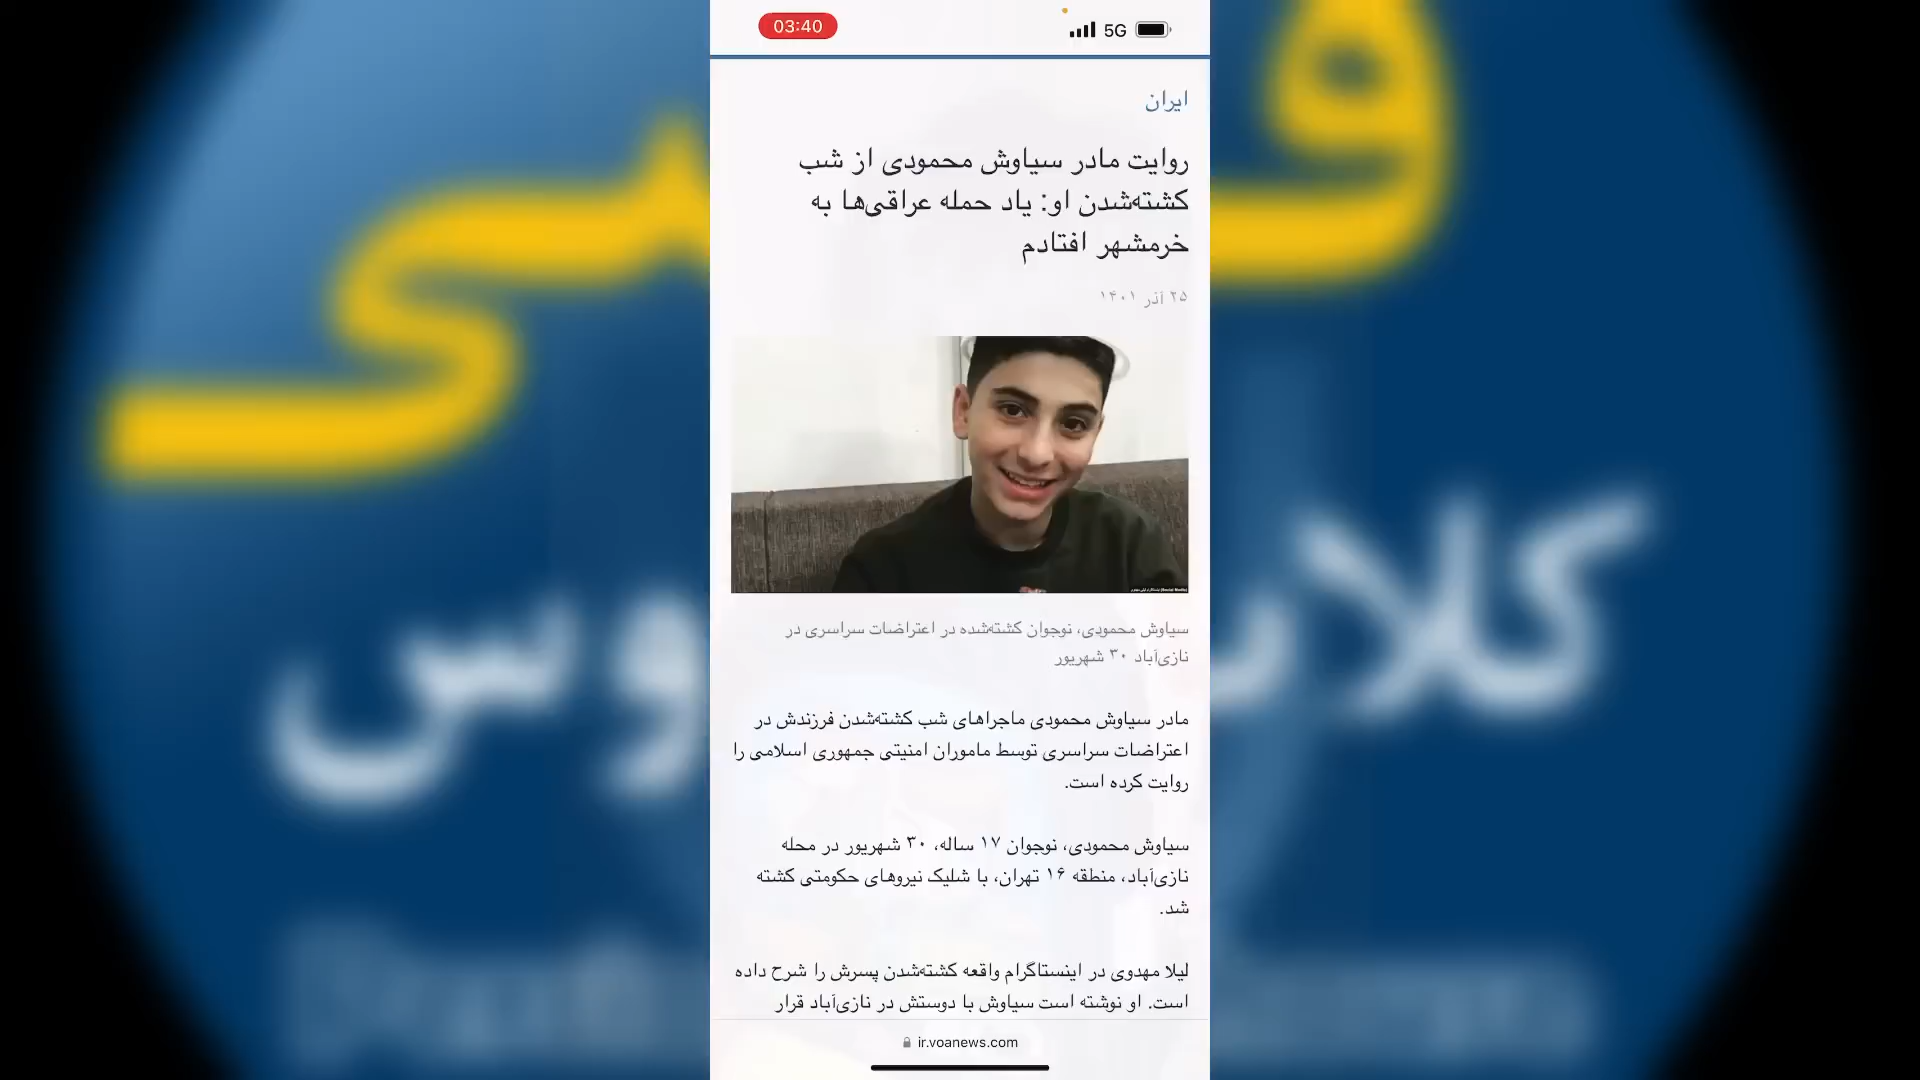 03:40
5G
ایران
روایت مادر سیاوش محمودی از شب
کشته‌شدن او: یاد حمله عراقی‌ها به
خرمشهر افتادم
۲۵ آذر ۱۴۰۱
سیاوش محمودی، نوجوان کشته‌شده در اعتراضات سراسری در
نازی‌آباد ۳۰ شهریور
مادر سیاوش محمودی ماجراهای شب کشته‌شدن فرزندش در
اعتراضات سراسری توسط ماموران امنیتی جمهوری اسلامی را
روایت کرده است.
سیاوش محمودی، نوجوان ۱۷ ساله، ۳۰ شهریور در محله
نازی‌آباد، منطقه ۱۶ تهران، با شلیک نیروهای حکومتی کشته
شد.
لیلا مهدوی در اینستاگرام واقعه کشته‌شدن پسرش را شرح داده
است. او نوشته است سیاوش با دوستش در نازی‌آباد قرار
ir.voanews.com